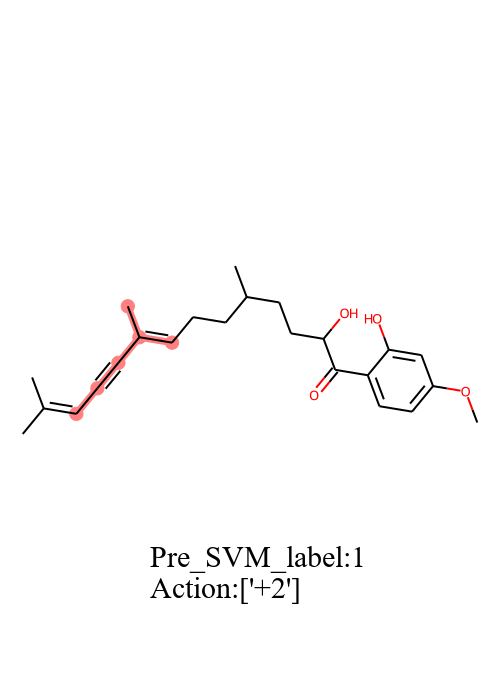 OH
HO
O
O
Pre_SVM_label:1
Action:['+2']